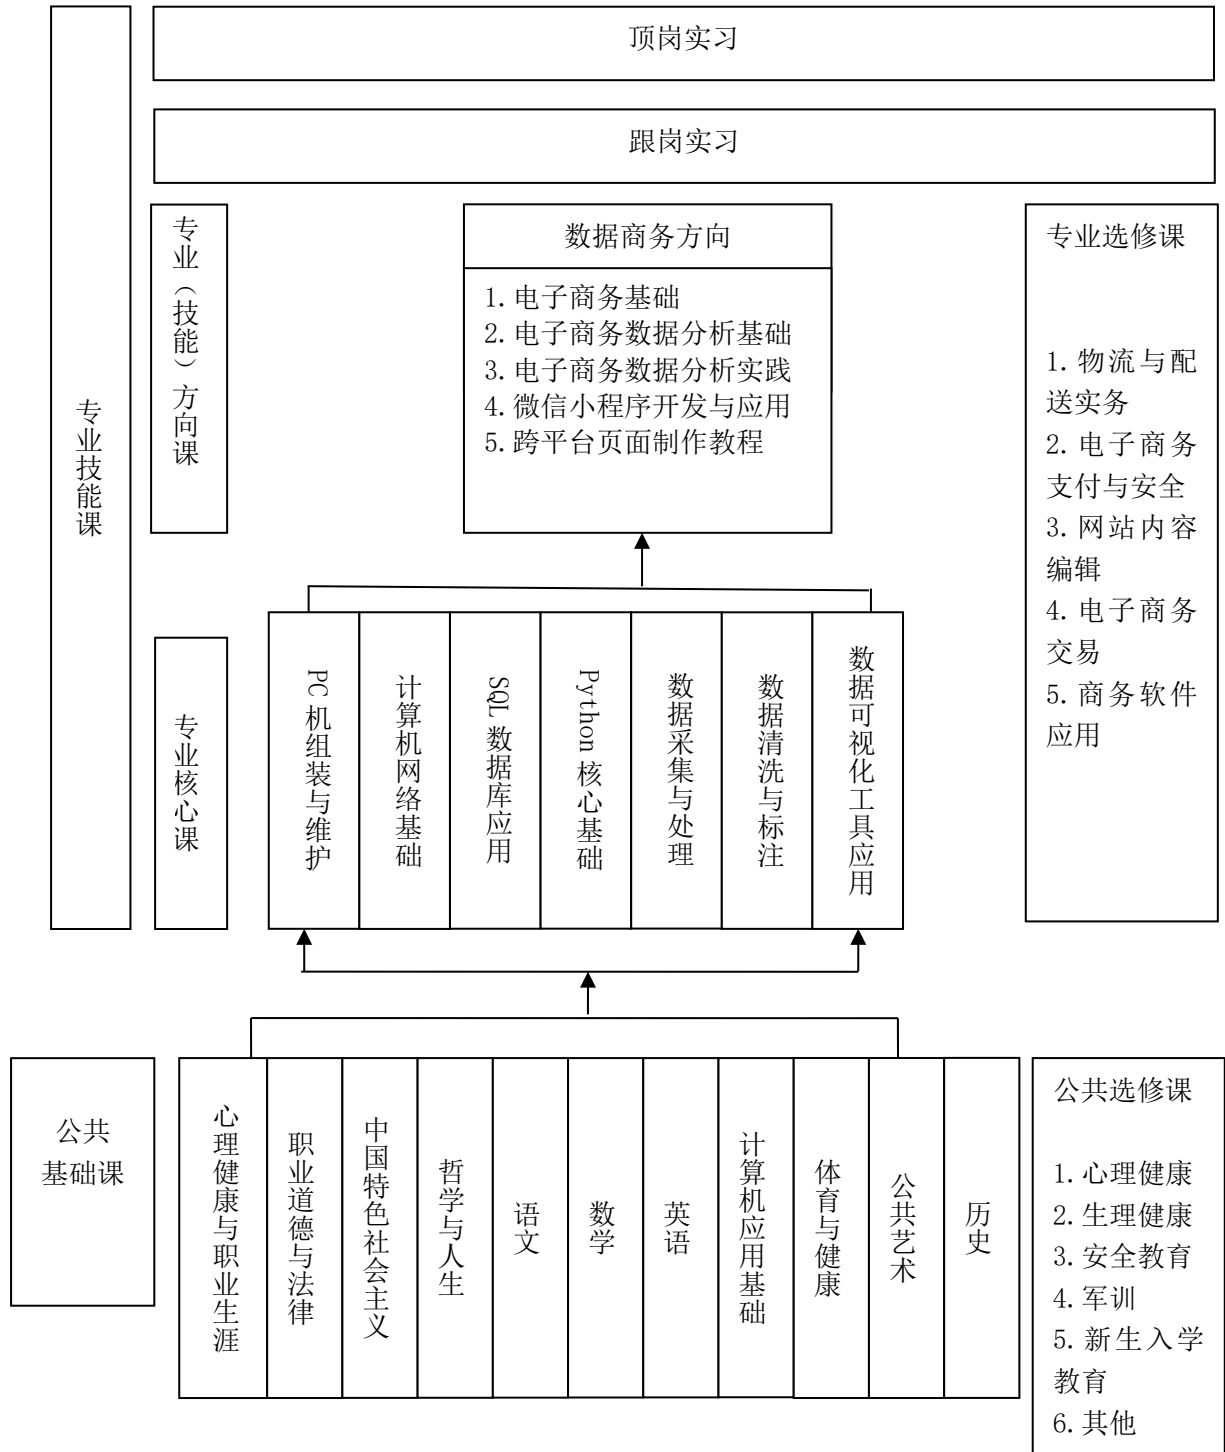 顶岗实习
跟岗实习
专业技能课
专业（技能）方向课
数据商务方向
1.电子商务基础
2.电子商务数据分析基础
3.电子商务数据分析实践
4.微信小程序开发与应用
5.跨平台页面制作教程
专业选修课
1.物流与配
送实务
2.电子商务
支付与安全
3.网站内容
编辑
4.电子商务
交易
5.商务软件
应用
专业核心课
PC 机组装与维护
计算机网络基础
SQL 数据库应用
Python 核心基础
数据采集与处理
数据清洗与标注
数据可视化工具应用
公共
基础课
心理健康与职业生涯
职业道德与法律
中国特色社会主义
哲学与人生
语文
数学
英语
计算机应用基础
体育与健康
公共艺术
历史
公共选修课
1.心理健康
2.生理健康
3.安全教育
4.军训
5.新生入学
教育
6.其他